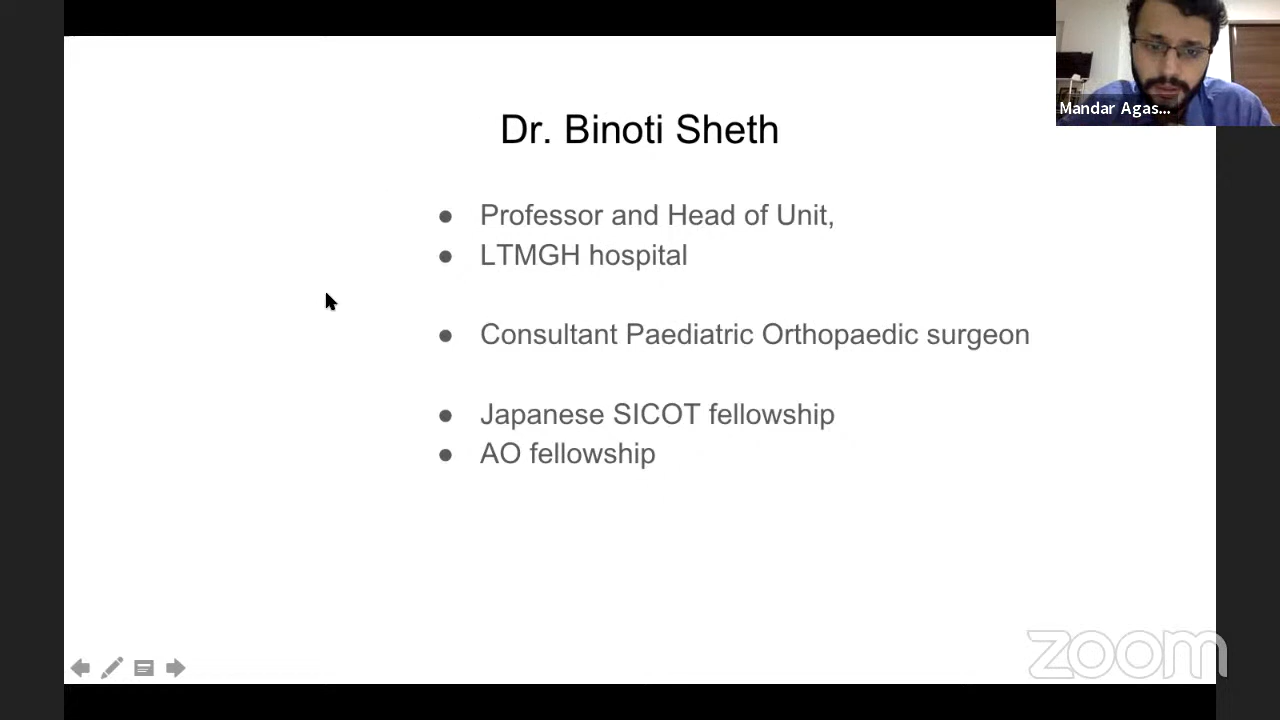 Dr. Binoti Sheth
Mandar Agas...
● Professor and Head of Unit,
● LTMGH hospital
● Consultant Paediatric Orthopaedic surgeon
● Japanese SICOT fellowship
● AO fellowship
zoom